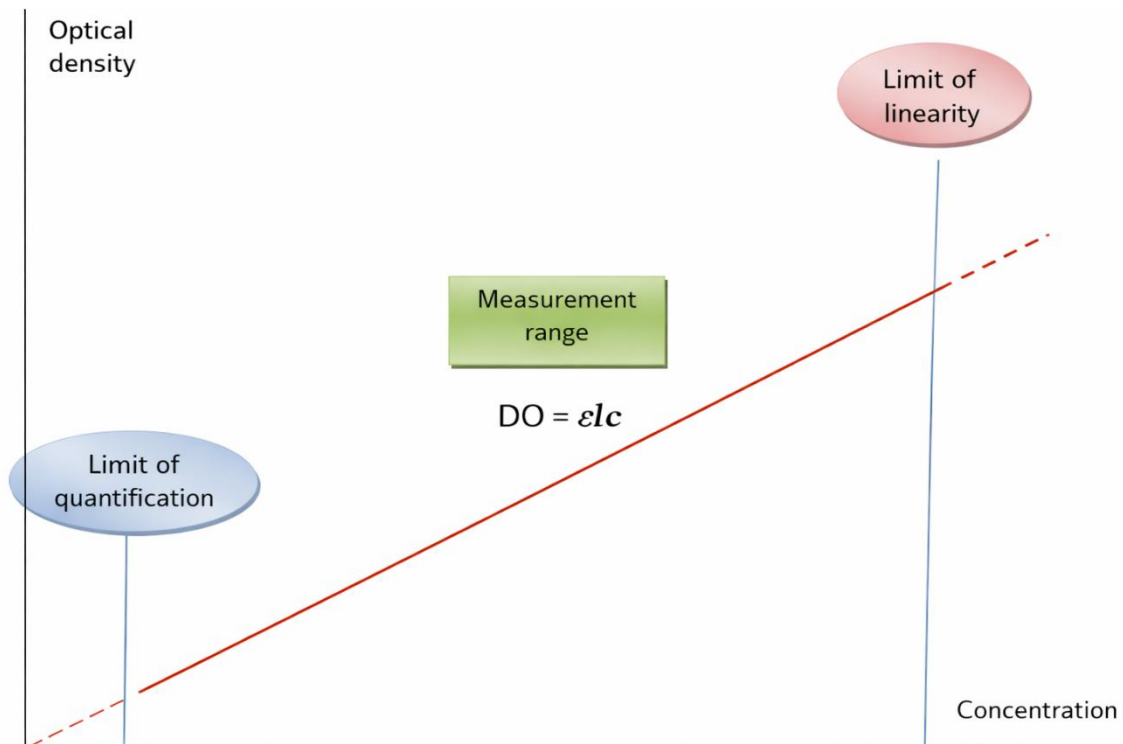 Optical
density
Limit of
linearity
Measurement
range
DO = εlc
Limit of
quantification
Concentration